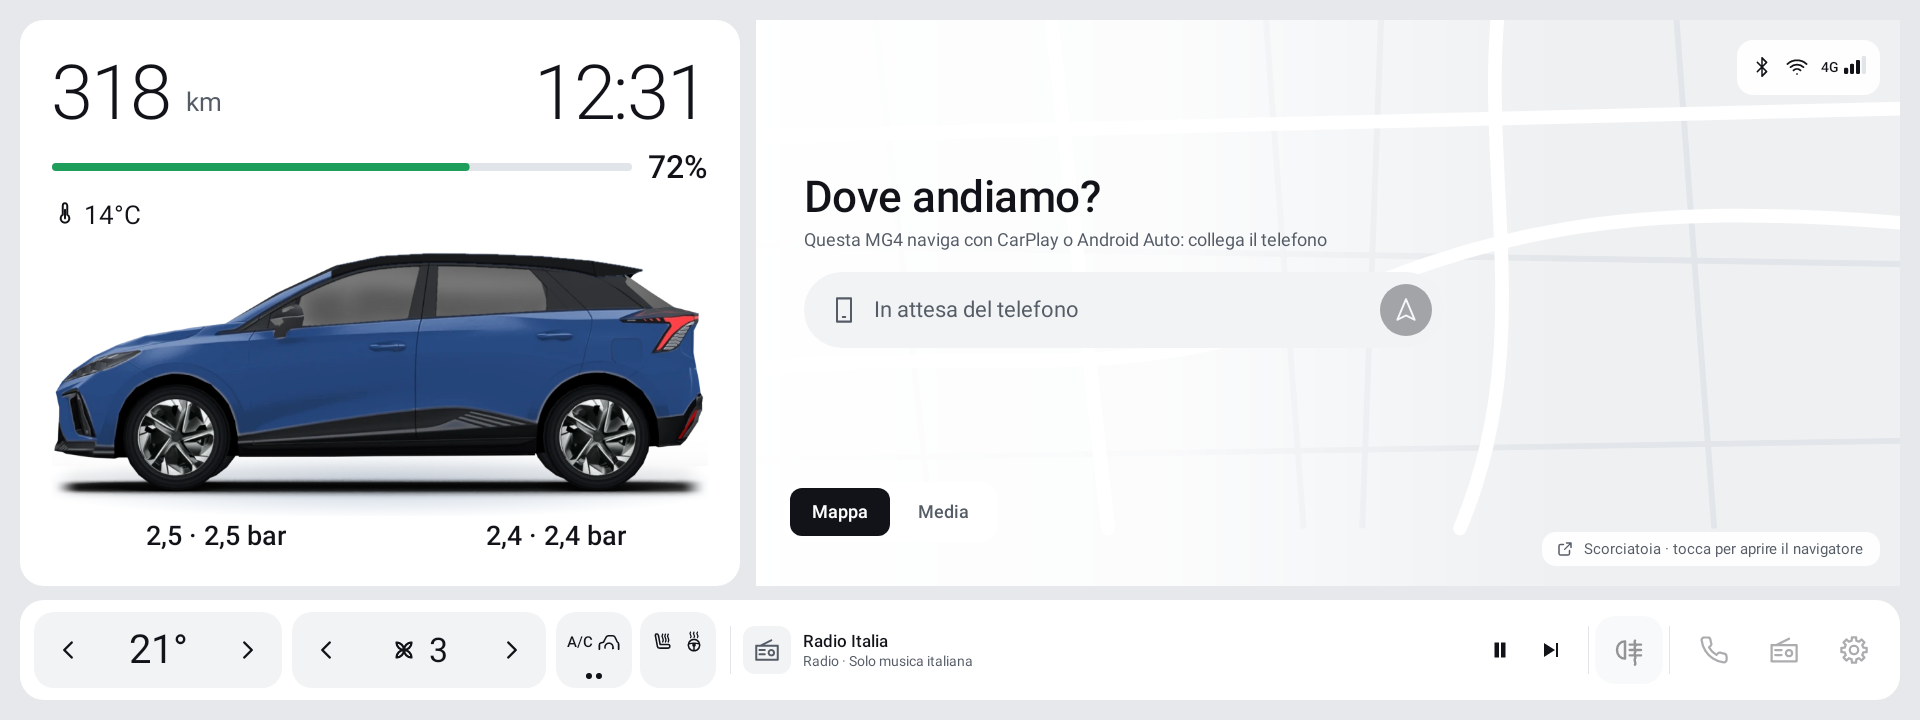 318 km
12:31
72%
14°C
2,5 · 2,5 bar
2,4 · 2,4 bar
4G
Dove andiamo?
Questa MG4 naviga con CarPlay o Android Auto: collega il telefono
In attesa del telefono
Mappa
Media
Scorciatoia · tocca per aprire il navigatore
21°
3
A/C
Radio Italia
Radio · Solo musica italiana